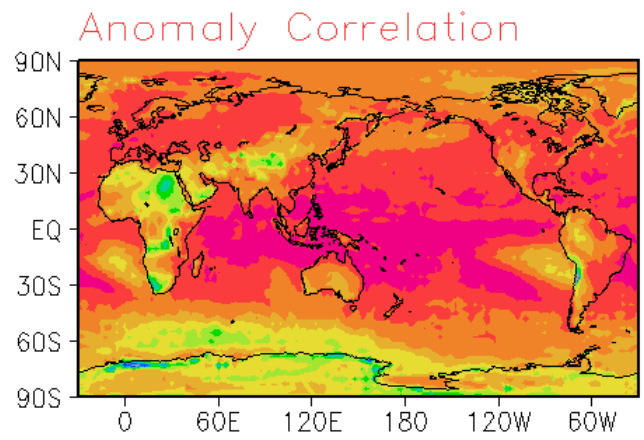 Anomaly Correlation
90N
60N
30N
EQ
30S
60S
90S
0 60E 120E 180 120W 60W